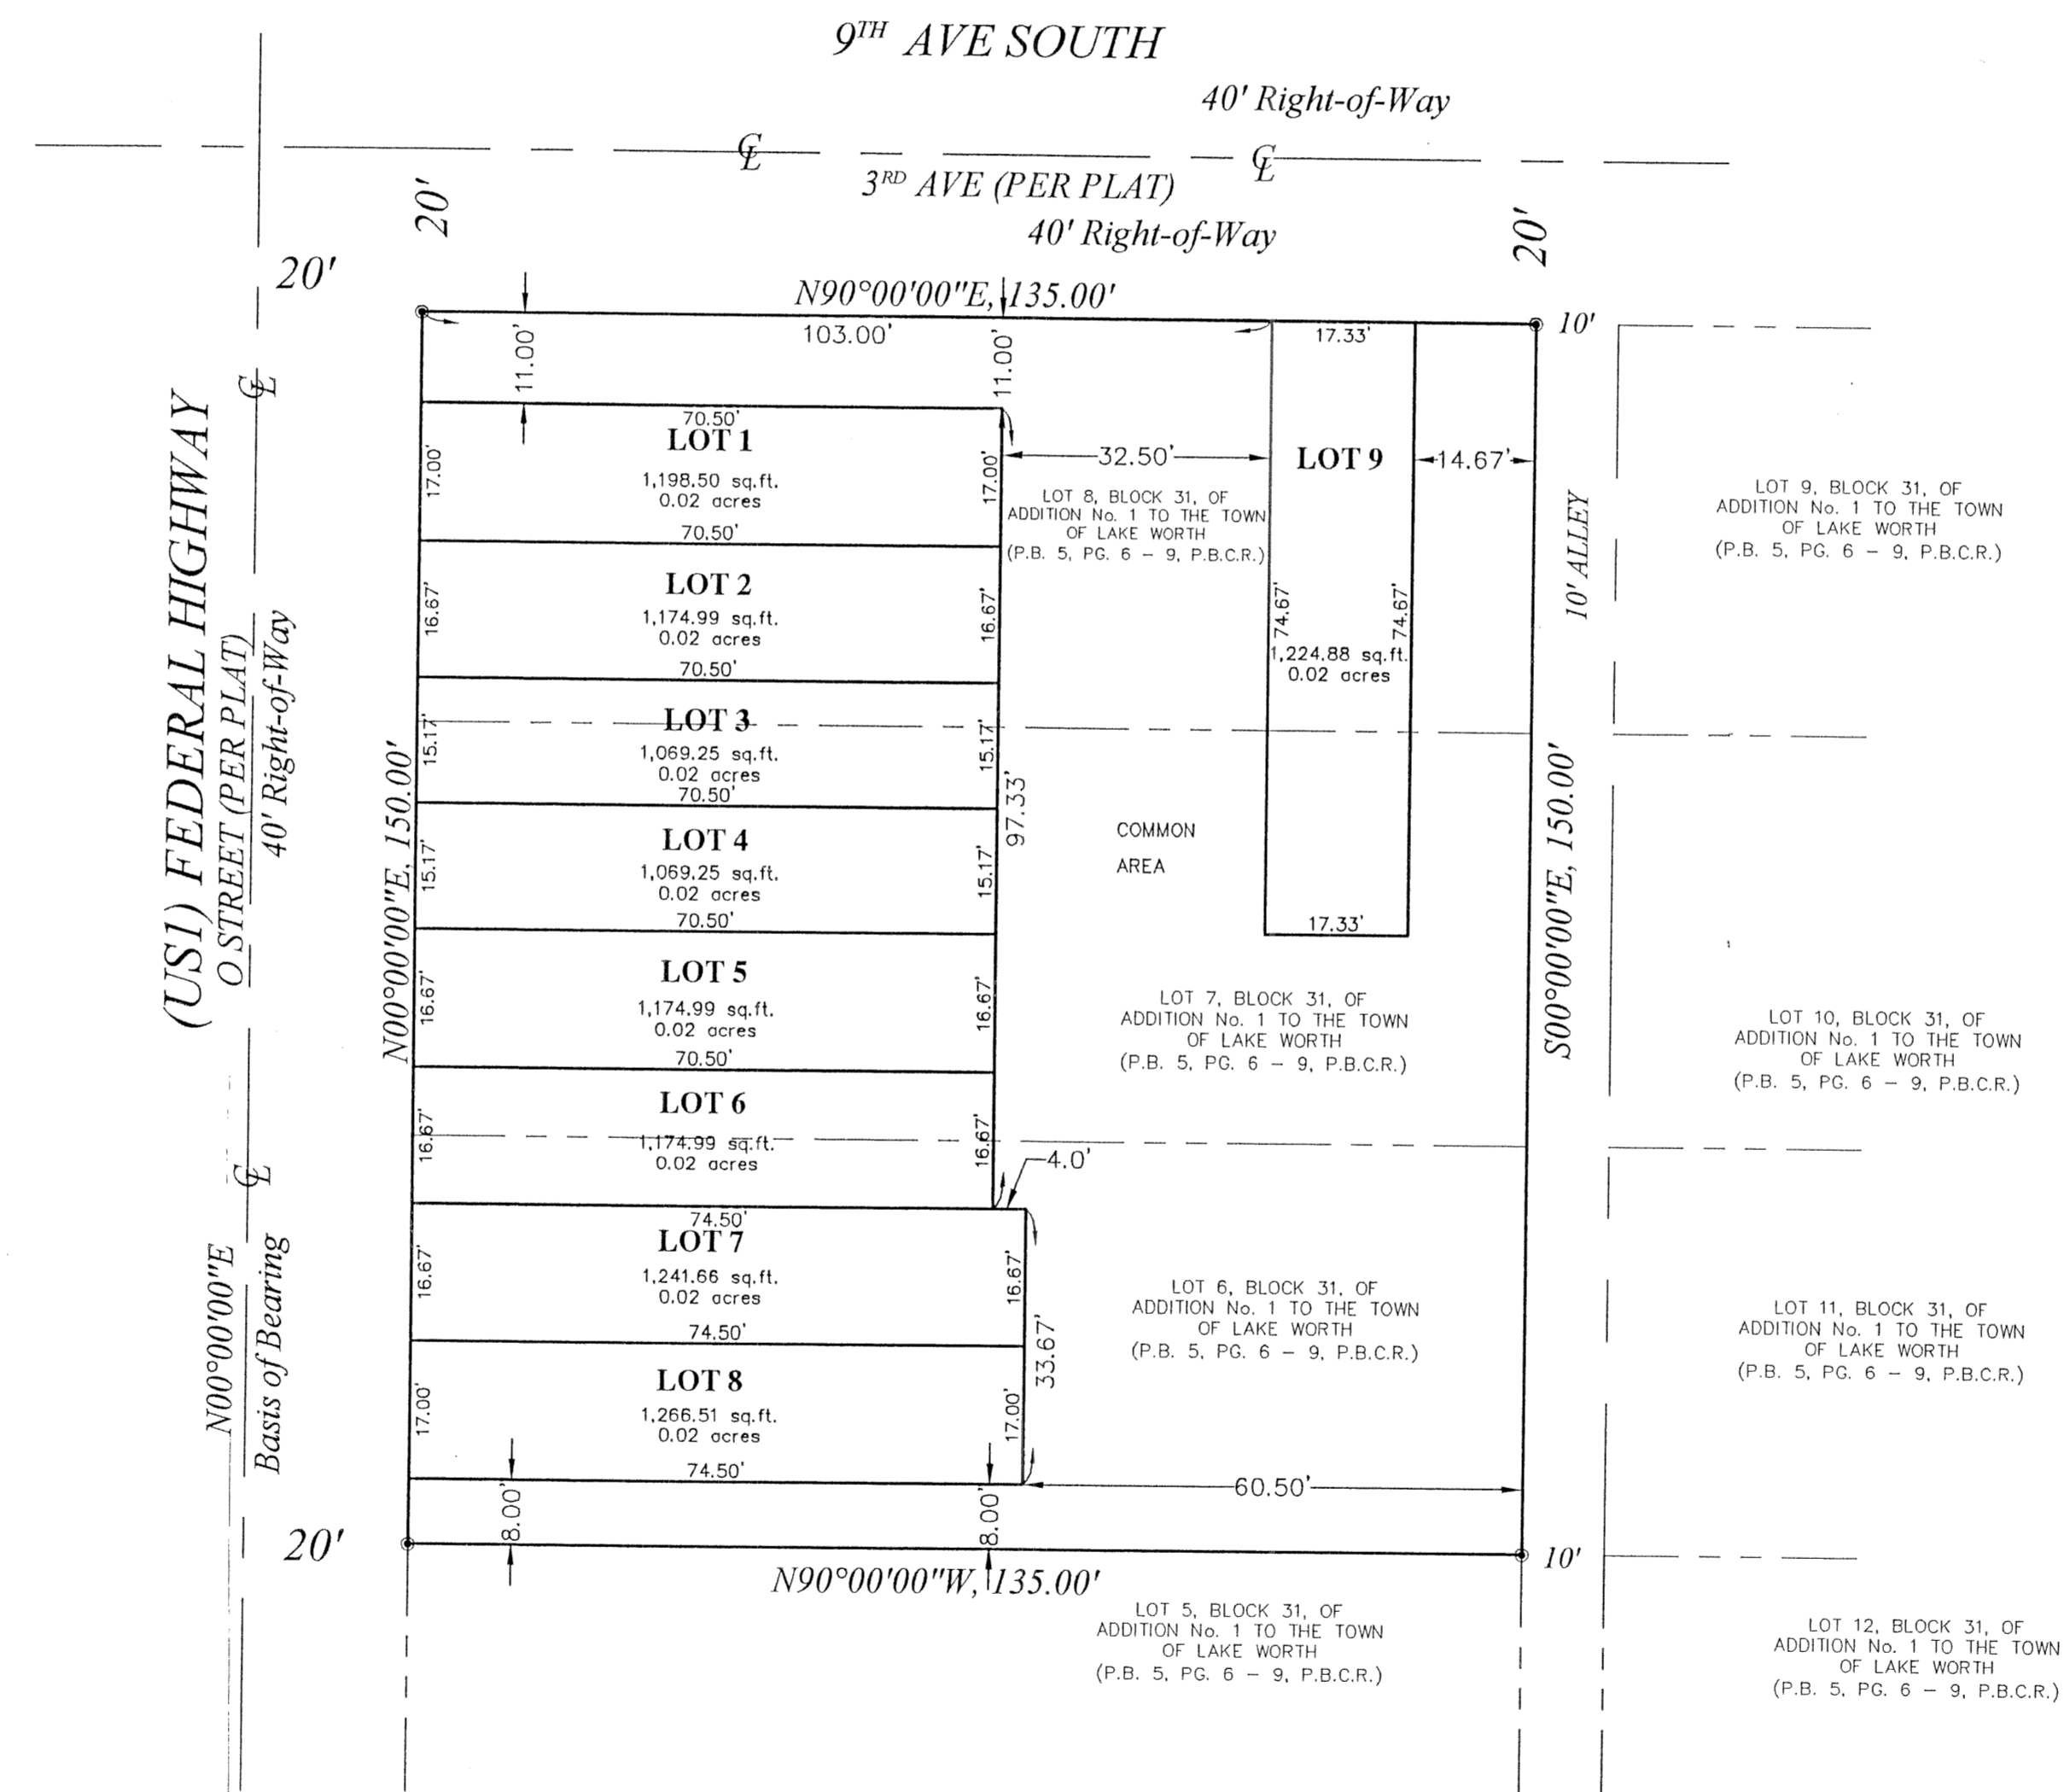 9TH AVE SOUTH
40' Right-of-Way
C̵L
C̵L
3RD AVE (PER PLAT)
40' Right-of-Way
20'
20'
20'
N90°00'00"E, 135.00'
10'
103.00'
17.33'
11.00'
11.00'
70.50'
LOT 1
1,198.50 sq.ft.
0.02 acres
70.50'
17.00'
17.00'
32.50'
LOT 9
14.67'
LOT 8, BLOCK 31, OF
ADDITION No. 1 TO THE TOWN
OF LAKE WORTH
(P.B. 5, PG. 6 – 9, P.B.C.R.)
LOT 9, BLOCK 31, OF
ADDITION No. 1 TO THE TOWN
OF LAKE WORTH
(P.B. 5, PG. 6 – 9, P.B.C.R.)
10' ALLEY
(US1) FEDERAL HIGHWAY
O STREET (PER PLAT)
40' Right-of-Way
CL
LOT 2
1,174.99 sq.ft.
0.02 acres
70.50'
16.67'
16.67'
74.67'
74.67'
1,224.88 sq.ft.
0.02 acres
LOT 3
1,069.25 sq.ft.
0.02 acres
70.50'
15.17'
15.17'
97.33'
N00°00'00"E, 150.00'
S00°00'00"E, 150.00'
LOT 4
1,069.25 sq.ft.
0.02 acres
70.50'
15.17'
15.17'
COMMON
AREA
17.33'
LOT 5
1,174.99 sq.ft.
0.02 acres
70.50'
16.67'
16.67'
LOT 7, BLOCK 31, OF
ADDITION No. 1 TO THE TOWN
OF LAKE WORTH
(P.B. 5, PG. 6 – 9, P.B.C.R.)
LOT 10, BLOCK 31, OF
ADDITION No. 1 TO THE TOWN
OF LAKE WORTH
(P.B. 5, PG. 6 – 9, P.B.C.R.)
LOT 6
1,174.99 sq.ft.
0.02 acres
16.67'
16.67'
4.0'
CL
N00°00'00"E
Basis of Bearing
74.50'
LOT 7
1,241.66 sq.ft.
0.02 acres
74.50'
16.67'
16.67'
33.67'
LOT 6, BLOCK 31, OF
ADDITION No. 1 TO THE TOWN
OF LAKE WORTH
(P.B. 5, PG. 6 – 9, P.B.C.R.)
LOT 11, BLOCK 31, OF
ADDITION No. 1 TO THE TOWN
OF LAKE WORTH
(P.B. 5, PG. 6 – 9, P.B.C.R.)
LOT 8
1,266.51 sq.ft.
0.02 acres
74.50'
17.00'
17.00'
60.50'
8.00'
8.00'
20'
10'
N90°00'00"W, 135.00'
LOT 5, BLOCK 31, OF
ADDITION No. 1 TO THE TOWN
OF LAKE WORTH
(P.B. 5, PG. 6 – 9, P.B.C.R.)
LOT 12, BLOCK 31, OF
ADDITION No. 1 TO THE TOWN
OF LAKE WORTH
(P.B. 5, PG. 6 – 9, P.B.C.R.)